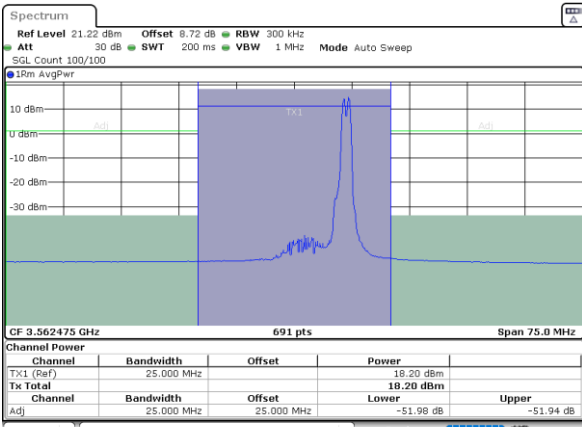 Spectrum
Ref Level 21.22 dBm Offset 8.72 dB RBW 300 kHz
Att 30 dB SWT 200 ms VBW 1 MHz Mode Auto Sweep
SGL Count 100/100
1Rm AvgPwr
TX1
10 dBm
Adj Adj
0 dBm
-10 dBm
-20 dBm
-30 dBm
CF 3.562475 GHz 691 pts Span 75.0 MHz
Channel Power
Channel Bandwidth Offset Power
TX1 (Ref) 25.000 MHz 18.20 dBm
Tx Total 18.20 dBm
Channel Bandwidth Offset Lower Upper
Adj 25.000 MHz 25.000 MHz -51.98 dB -51.94 dB